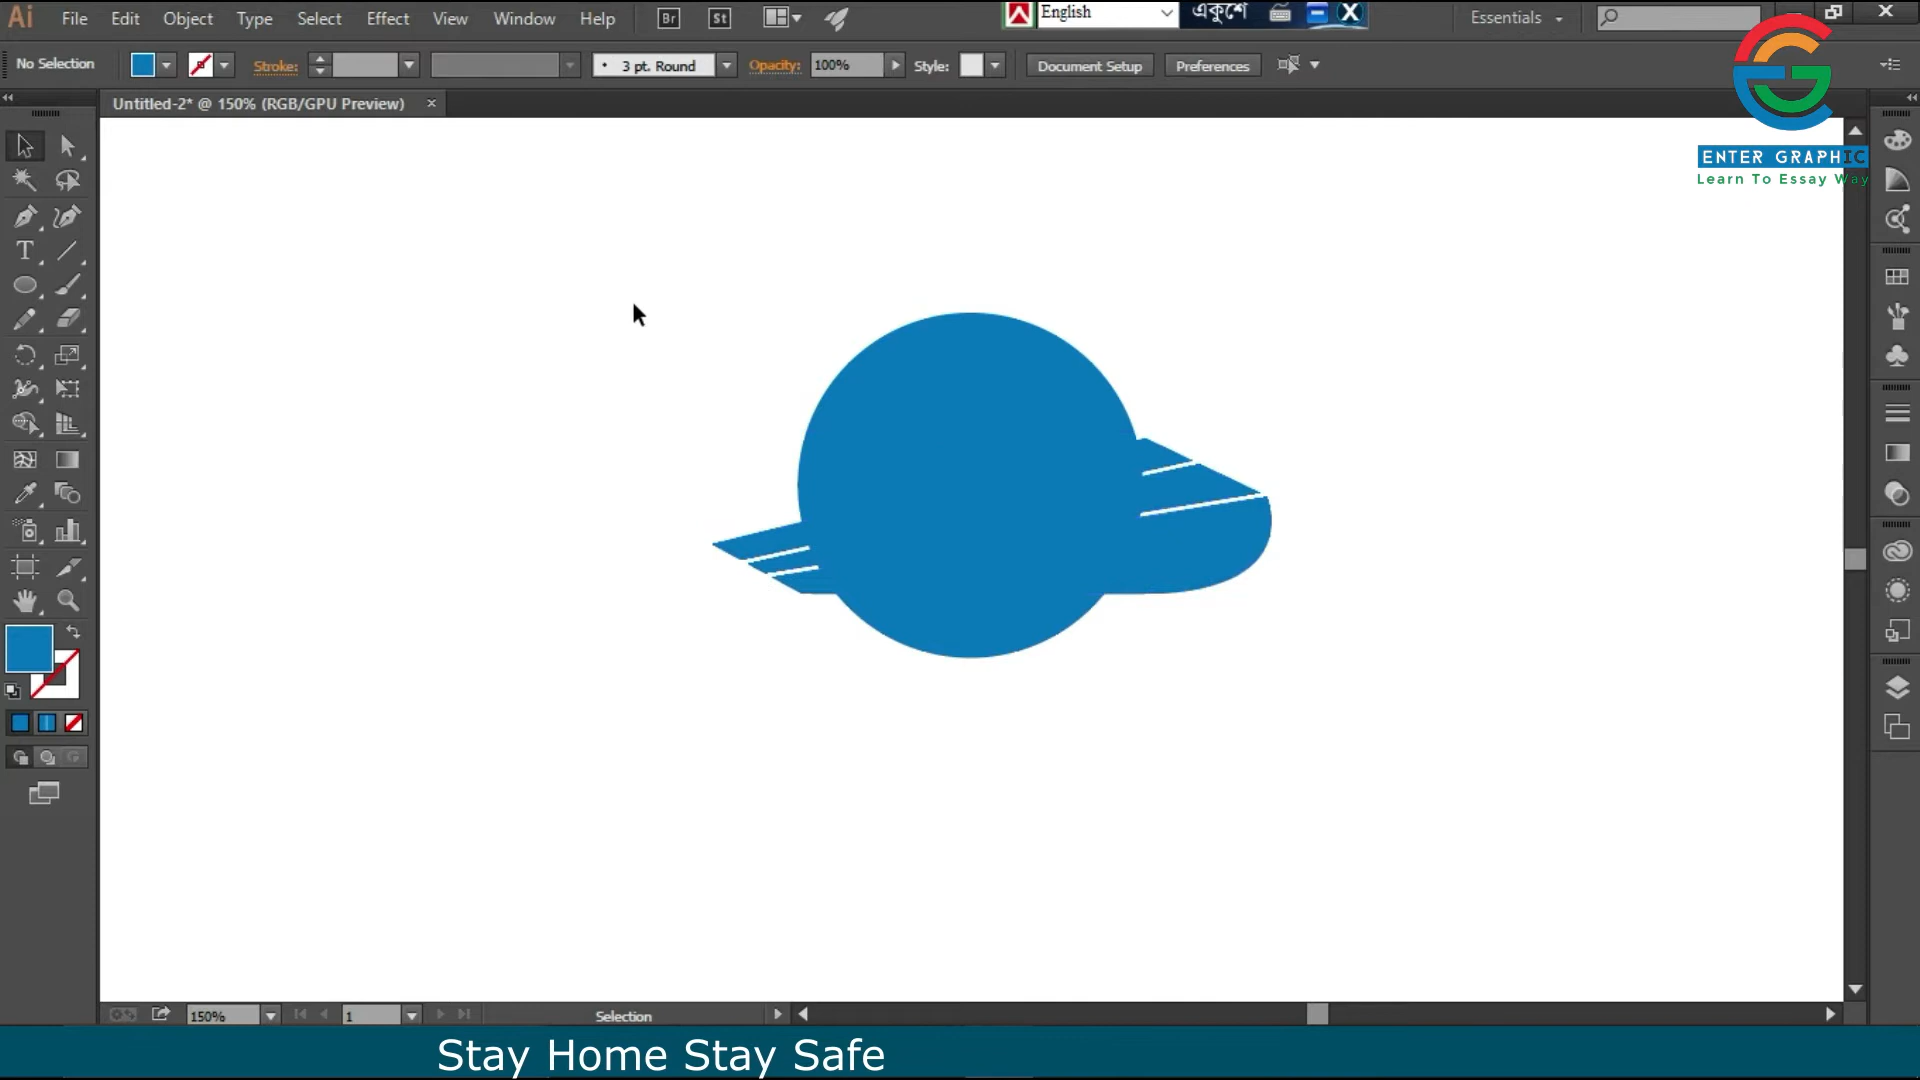 Ai File Edit Object Type Select Effect View Window Help Br St English একুশে X Essentials
No Selection Stroke: 3 pt. Round Opacity: 100% Style: Document Setup Preferences
Untitled-2* @ 150% (RGB/GPU Preview)
ENTER GRAPHIC
Learn To Essay Way
150% 1 Selection
Stay Home Stay Safe